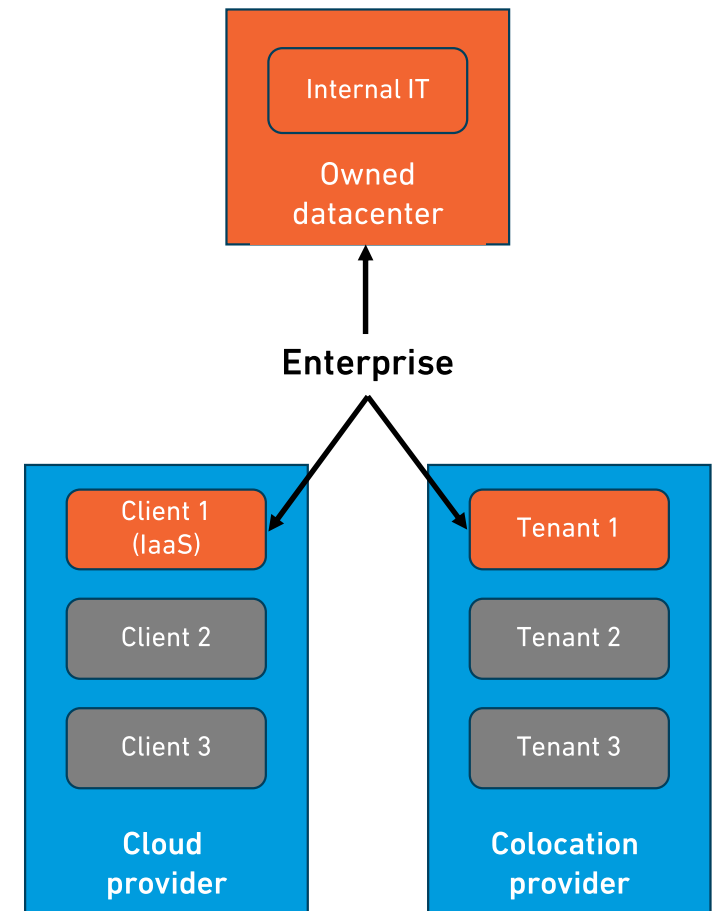 Internal IT
Owned
datacenter
Enterprise
Client 1
(IaaS)
Client 2
Client 3
Cloud
provider
Tenant 1
Tenant 2
Tenant 3
Colocation
provider